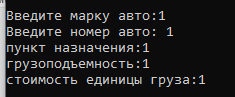 Введите марку авто:1
Введите номер авто: 1
пункт назначения:1
грузоподъемность:1
стоимость единицы груза:1